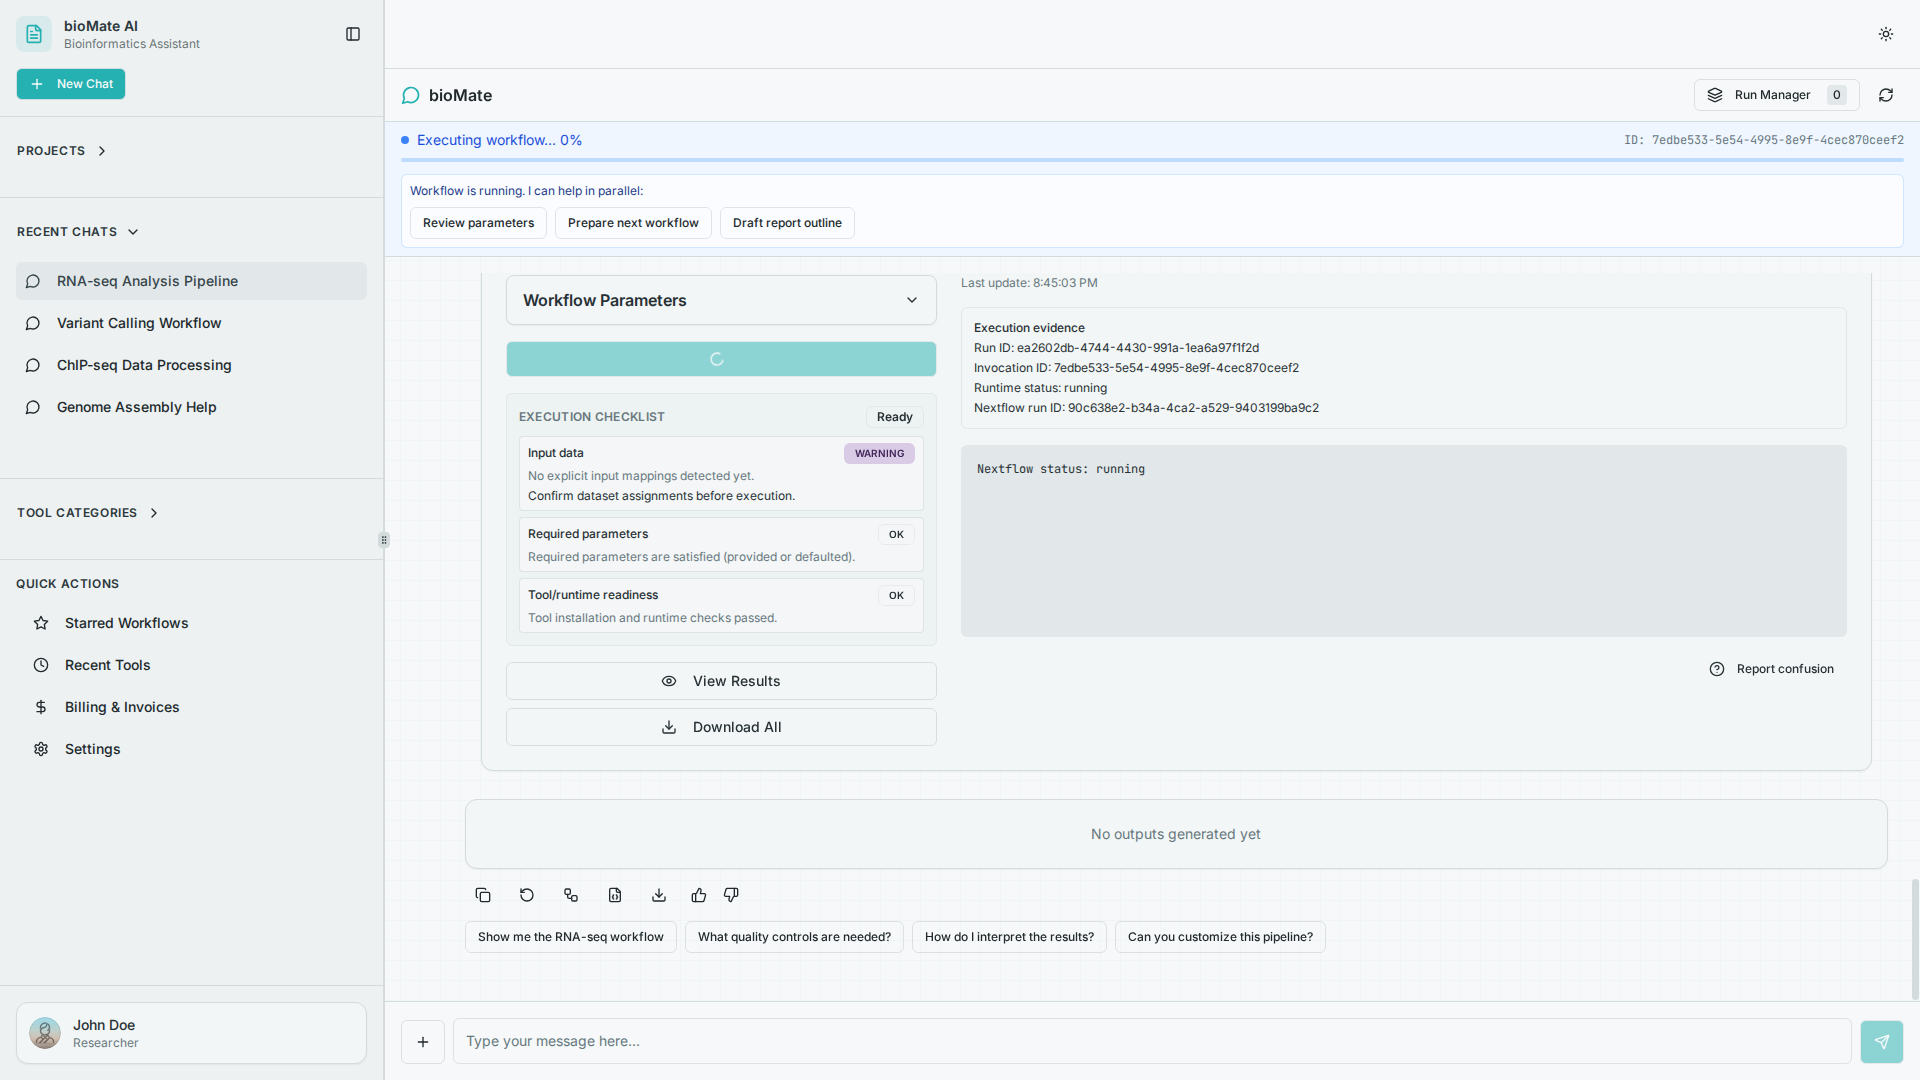 bioMate AI
Bioinformatics Assistant
New Chat
PROJECTS
RECENT CHATS
RNA-seq Analysis Pipeline
Variant Calling Workflow
ChIP-seq Data Processing
Genome Assembly Help
TOOL CATEGORIES
QUICK ACTIONS
Starred Workflows
Recent Tools
Billing & Invoices
Settings
John Doe
Researcher
bioMate
Run Manager 0
Executing workflow... 0%
ID: 7edbe533-5e54-4995-8e9f-4cec870ceef2
Workflow is running. I can help in parallel:
Review parameters
Prepare next workflow
Draft report outline
Workflow Parameters
EXECUTION CHECKLIST
Ready
Input data
WARNING
No explicit input mappings detected yet.
Confirm dataset assignments before execution.
Required parameters
OK
Required parameters are satisfied (provided or defaulted).
Tool/runtime readiness
OK
Tool installation and runtime checks passed.
View Results
Download All
Last update: 8:45:03 PM
Execution evidence
Run ID: ea2602db-4744-4430-991a-1ea6a97f1f2d
Invocation ID: 7edbe533-5e54-4995-8e9f-4cec870ceef2
Runtime status: running
Nextflow run ID: 90c638e2-b34a-4ca2-a529-9403199ba9c2
Nextflow status: running
Report confusion
No outputs generated yet
Show me the RNA-seq workflow
What quality controls are needed?
How do I interpret the results?
Can you customize this pipeline?
Type your message here...